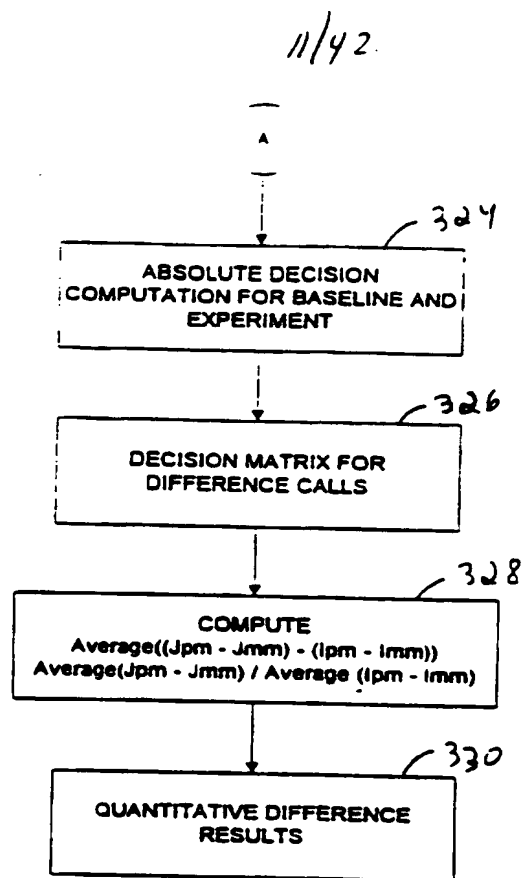 11/42
A
324
ABSOLUTE DECISION
COMPUTATION FOR BASELINE AND
EXPERIMENT
326
DECISION MATRIX FOR
DIFFERENCE CALLS
328
COMPUTE
Average((Jpm - Jmm) - (Ipm - Imm))
Average(Jpm - Jmm) / Average (Ipm - Imm)
330
QUANTITATIVE DIFFERENCE
RESULTS